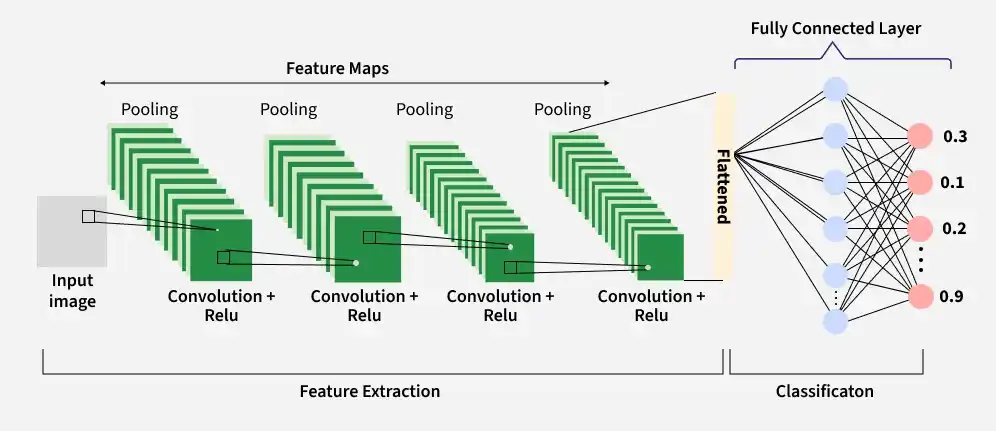 Fully Connected Layer
Feature Maps
Pooling
Pooling
Pooling
Pooling
Flattened
0.3
0.1
0.2
0.9
Input
image
Convolution +
Relu
Convolution +
Relu
Convolution +
Relu
Convolution +
Relu
Feature Extraction
Classificaton